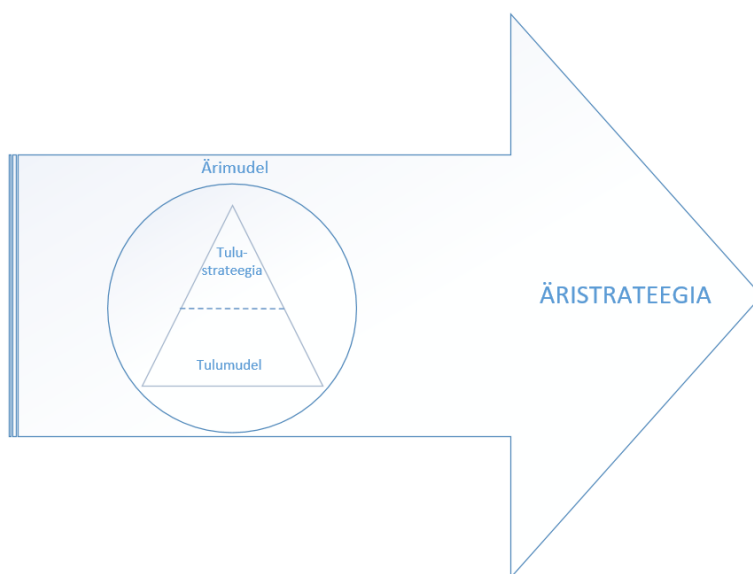 Ärimudel
Tulu-
strateegia
ÄRISTRATEEGIA
Tulumudel